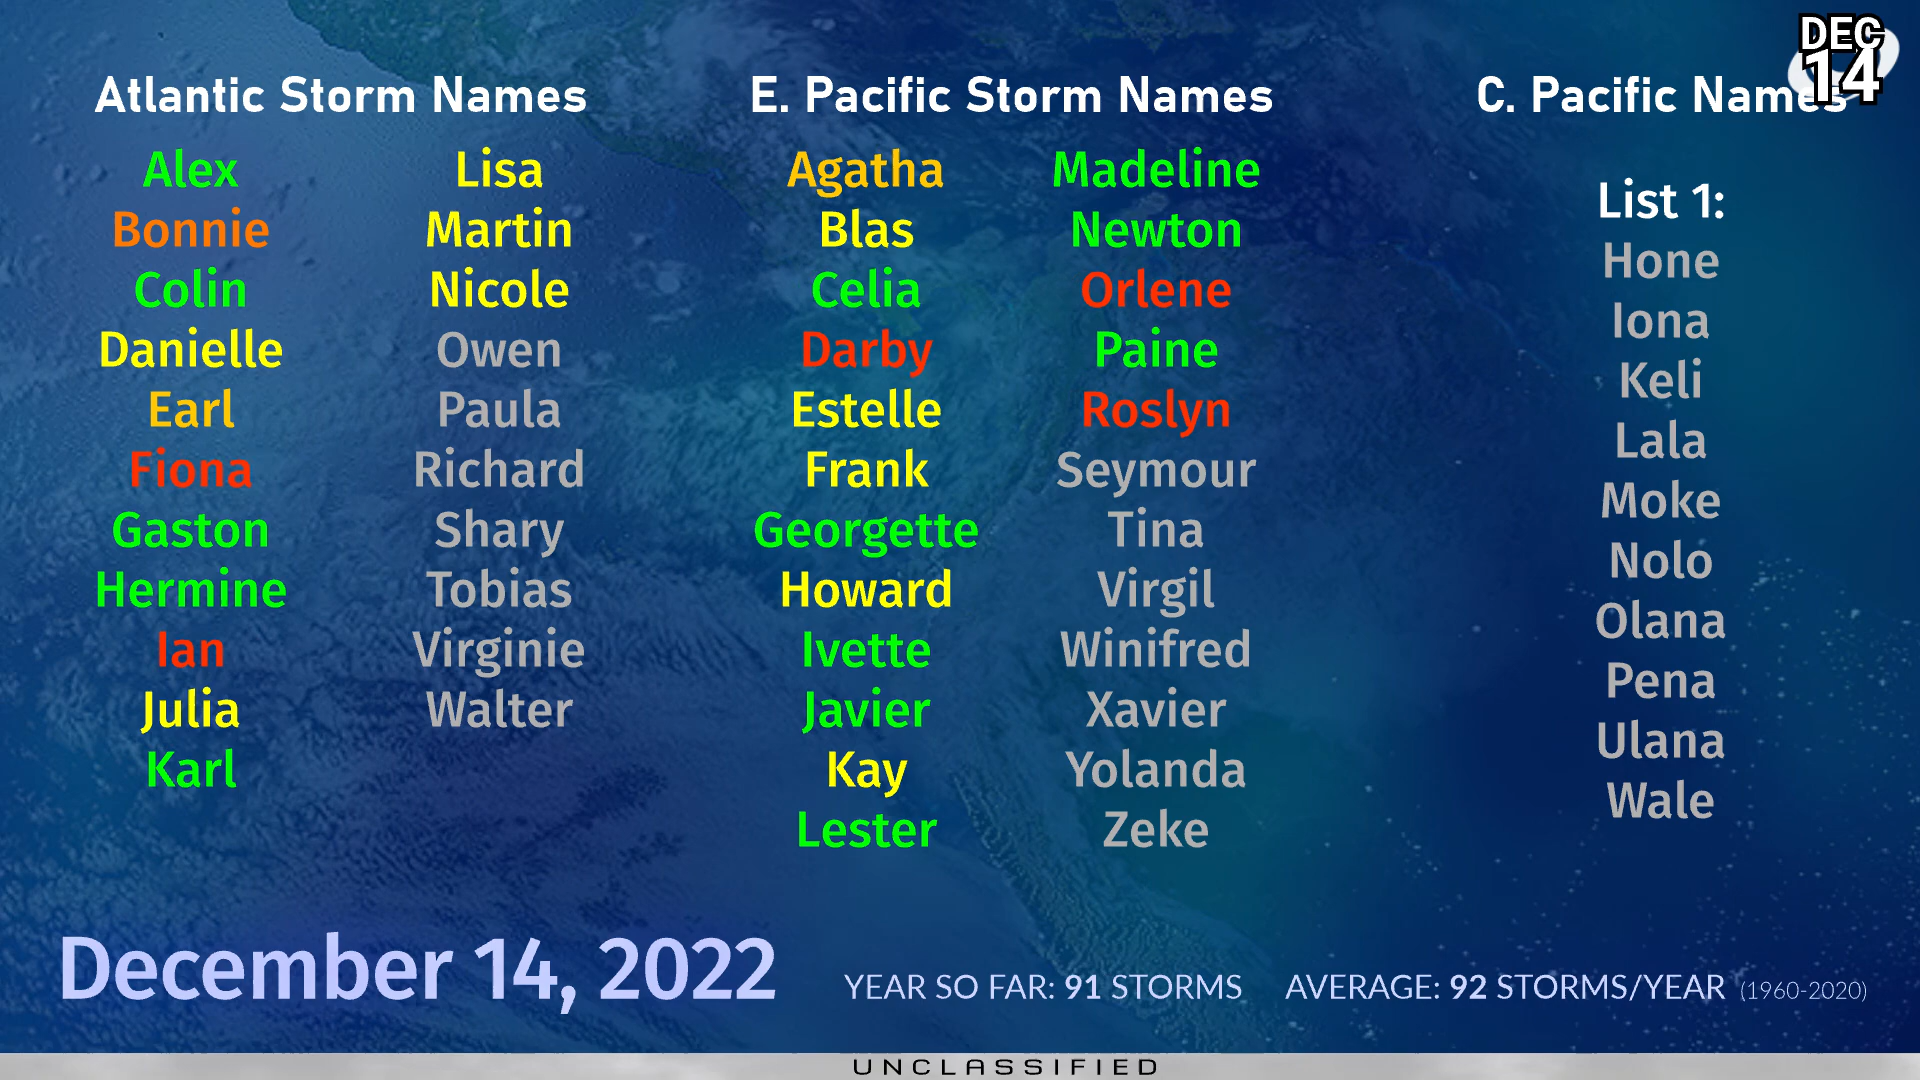 DEC
14
Atlantic Storm Names
Alex
Bonnie
Colin
Danielle
Earl
Fiona
Gaston
Hermine
Ian
Julia
Karl
Lisa
Martin
Nicole
Owen
Paula
Richard
Shary
Tobias
Virginie
Walter
E. Pacific Storm Names
Agatha
Blas
Celia
Darby
Estelle
Frank
Georgette
Howard
Ivette
Javier
Kay
Lester
Madeline
Newton
Orlene
Paine
Roslyn
Seymour
Tina
Virgil
Winifred
Xavier
Yolanda
Zeke
C. Pacific Names
List 1:
Hone
Iona
Keli
Lala
Moke
Nolo
Olana
Pena
Ulana
Wale
December 14, 2022
YEAR SO FAR: 91 STORMS
AVERAGE: 92 STORMS/YEAR (1960-2020)
UNCLASSIFIED